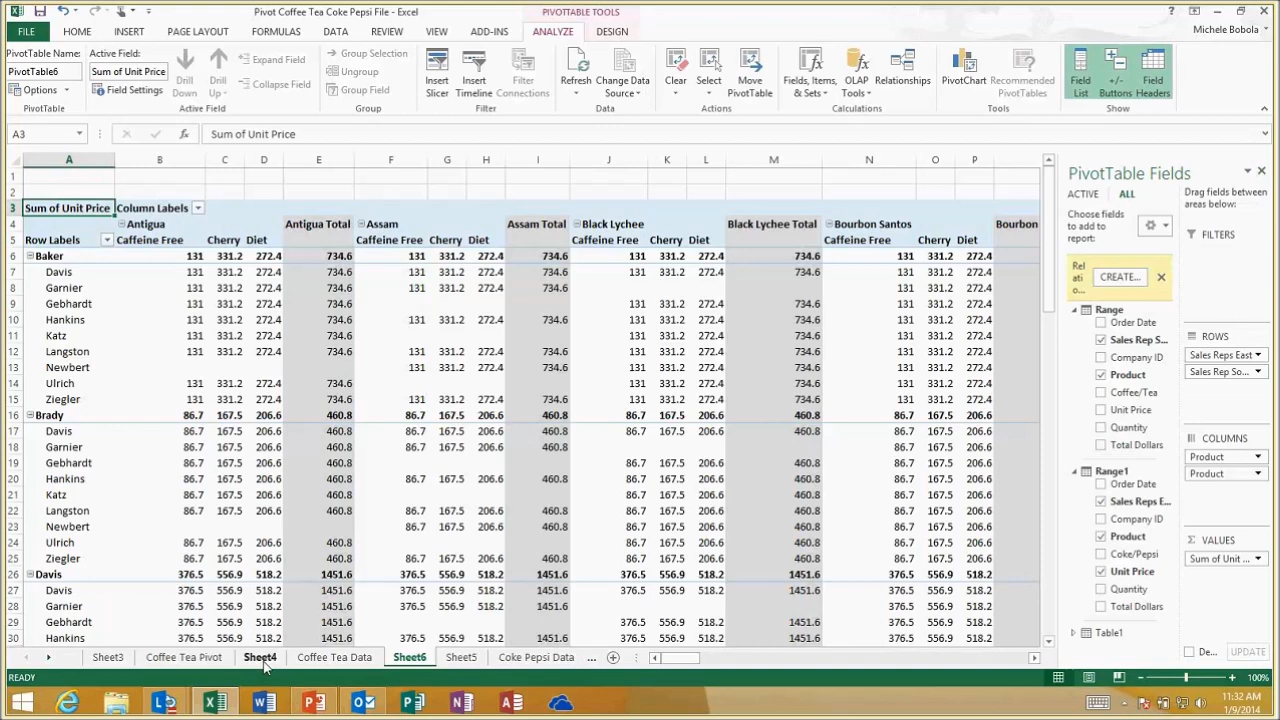 Pivot Coffee Tea Coke Pepsi File - Excel
PIVOTTABLE TOOLS
FILE HOME INSERT PAGE LAYOUT FORMULAS DATA REVIEW VIEW ADD-INS ANALYZE DESIGN
Michele Bobola
PivotTable Name:
PivotTable6
Options
PivotTable
Active Field:
Sum of Unit Price
Field Settings
Drill Down
Drill Up
Expand Field
Collapse Field
Active Field
Group Selection
Ungroup
Group Field
Group
Insert Slicer
Insert Timeline
Filter Connections
Filter
Refresh
Change Data Source
Data
Clear
Select
Move PivotTable
Actions
Fields, Items, & Sets
OLAP Tools
Relationships
Calculations
PivotChart
Recommended PivotTables
Tools
Field List
+/- Buttons
Field Headers
Show
A3 fx Sum of Unit Price
A B C D E F G H I J K L M N O P
1
2
3 Sum of Unit Price Column Labels
4 Antigua Antigua Total Assam Assam Total Black Lychee Black Lychee Total Bourbon Santos Bourbon
5 Row Labels Caffeine Free Cherry Diet Caffeine Free Cherry Diet Caffeine Free Cherry Diet Caffeine Free Cherry Diet
6 Baker 131 331.2 272.4 734.6 131 331.2 272.4 734.6 131 331.2 272.4 734.6 131 331.2 272.4
7 Davis 131 331.2 272.4 734.6 131 331.2 272.4 734.6 131 331.2 272.4 734.6 131 331.2 272.4
8 Garnier 131 331.2 272.4 734.6 131 331.2 272.4 734.6 131 331.2 272.4
9 Gebhardt 131 331.2 272.4 734.6 131 331.2 272.4
10 Hankins 131 331.2 272.4 734.6 131 331.2 272.4 734.6 131 331.2 272.4 734.6 131 331.2 272.4
11 Katz 131 331.2 272.4 734.6 131 331.2 272.4 734.6 131 331.2 272.4
12 Langston 131 331.2 272.4 734.6 131 331.2 272.4 734.6 131 331.2 272.4 734.6 131 331.2 272.4
13 Newbert 131 331.2 272.4 734.6 131 331.2 272.4 734.6 131 331.2 272.4
14 Ulrich 131 331.2 272.4 734.6 131 331.2 272.4 734.6 131 331.2 272.4
15 Ziegler 131 331.2 272.4 734.6 131 331.2 272.4 734.6 131 331.2 272.4 734.6 131 331.2 272.4
16 Brady 86.7 167.5 206.6 460.8 86.7 167.5 206.6 460.8 86.7 167.5 206.6 460.8 86.7 167.5 206.6
17 Davis 86.7 167.5 206.6 460.8 86.7 167.5 206.6 460.8 86.7 167.5 206.6 460.8 86.7 167.5 206.6
18 Garnier 86.7 167.5 206.6 460.8 86.7 167.5 206.6 460.8 86.7 167.5 206.6
19 Gebhardt 86.7 167.5 206.6 460.8 86.7 167.5 206.6
20 Hankins 86.7 167.5 206.6 460.8 86.7 167.5 206.6 460.8 86.7 167.5 206.6 460.8 86.7 167.5 206.6
21 Katz 86.7 167.5 206.6 460.8 86.7 167.5 206.6 460.8 86.7 167.5 206.6
22 Langston 86.7 167.5 206.6 460.8 86.7 167.5 206.6 460.8 86.7 167.5 206.6 460.8 86.7 167.5 206.6
23 Newbert 86.7 167.5 206.6 460.8 86.7 167.5 206.6 460.8 86.7 167.5 206.6
24 Ulrich 86.7 167.5 206.6 460.8 86.7 167.5 206.6 460.8 86.7 167.5 206.6
25 Ziegler 86.7 167.5 206.6 460.8 86.7 167.5 206.6 460.8 86.7 167.5 206.6 460.8 86.7 167.5 206.6
26 Davis 376.5 556.9 518.2 1451.6 376.5 556.9 518.2 1451.6 376.5 556.9 518.2 1451.6 376.5 556.9 518.2
27 Davis 376.5 556.9 518.2 1451.6 376.5 556.9 518.2 1451.6 376.5 556.9 518.2 1451.6 376.5 556.9 518.2
28 Garnier 376.5 556.9 518.2 1451.6 376.5 556.9 518.2 1451.6 376.5 556.9 518.2
29 Gebhardt 376.5 556.9 518.2 1451.6 376.5 556.9 518.2
30 Hankins 376.5 556.9 518.2 1451.6 376.5 556.9 518.2 1451.6 376.5 556.9 518.2 1451.6 376.5 556.9 518.2
PivotTable Fields
ACTIVE ALL
Choose fields to add to report:
Rel
ati
o...
CREATE...
Range
Order Date
Sales Rep S...
Company ID
Product
Coffee/Tea
Unit Price
Quantity
Total Dollars
Range1
Order Date
Sales Reps E...
Company ID
Product
Coke/Pepsi
Unit Price
Quantity
Total Dollars
Table1
Drag fields between areas below:
FILTERS
ROWS
Sales Reps East
Sales Rep So...
COLUMNS
Product
Product
VALUES
Sum of Unit ...
De... UPDATE
Sheet3 Coffee Tea Pivot Sheet4 Coffee Tea Data Sheet6 Sheet5 Coke Pepsi Data ...
READY
100%
11:32 AM
1/9/2014